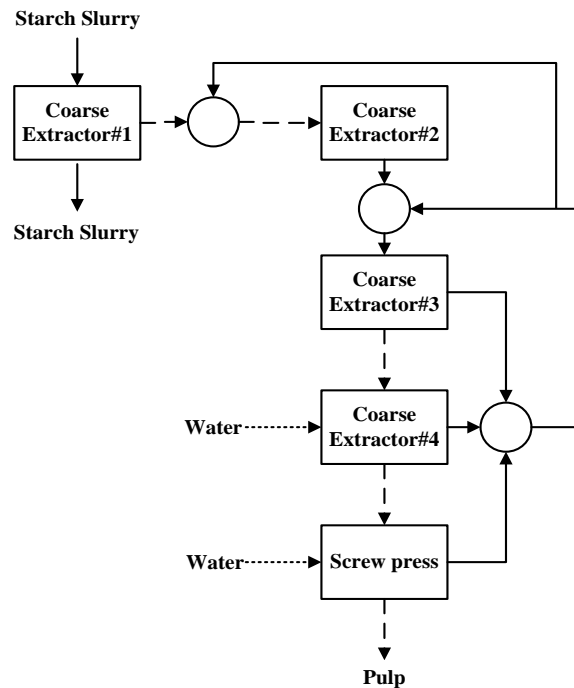 Starch Slurry
Coarse
Extractor#1
Coarse
Extractor#2
Starch Slurry
Coarse
Extractor#3
Water
Coarse
Extractor#4
Water
Screw press
Pulp